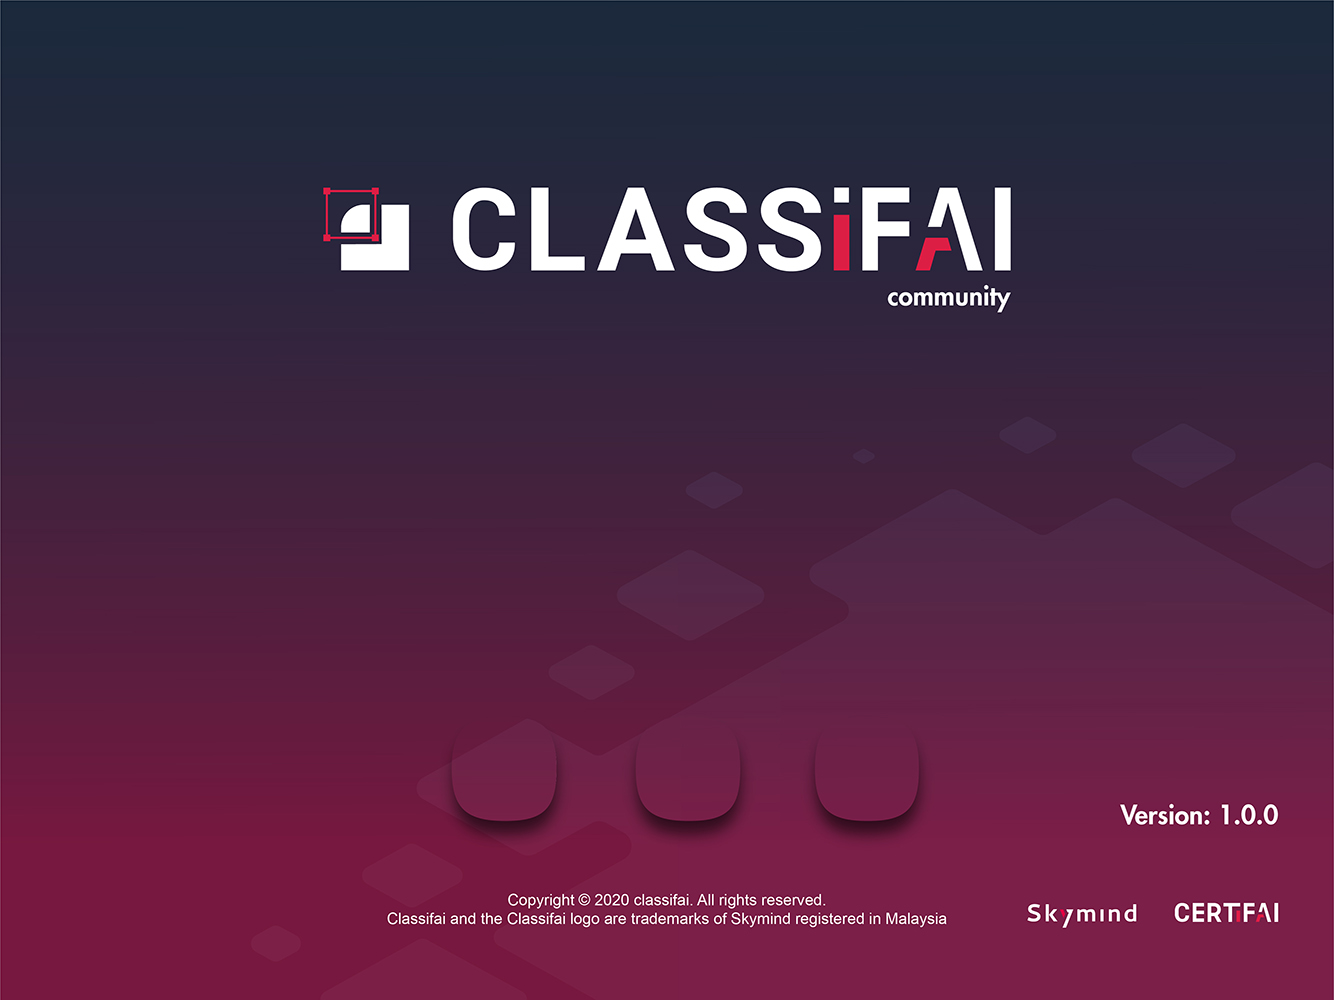 CLASSiFAI
community
Version: 1.0.0
Copyright © 2020 classifai. All rights reserved.
Classifai and the Classifai logo are trademarks of Skymind registered in Malaysia
Skymind CERTiFAI